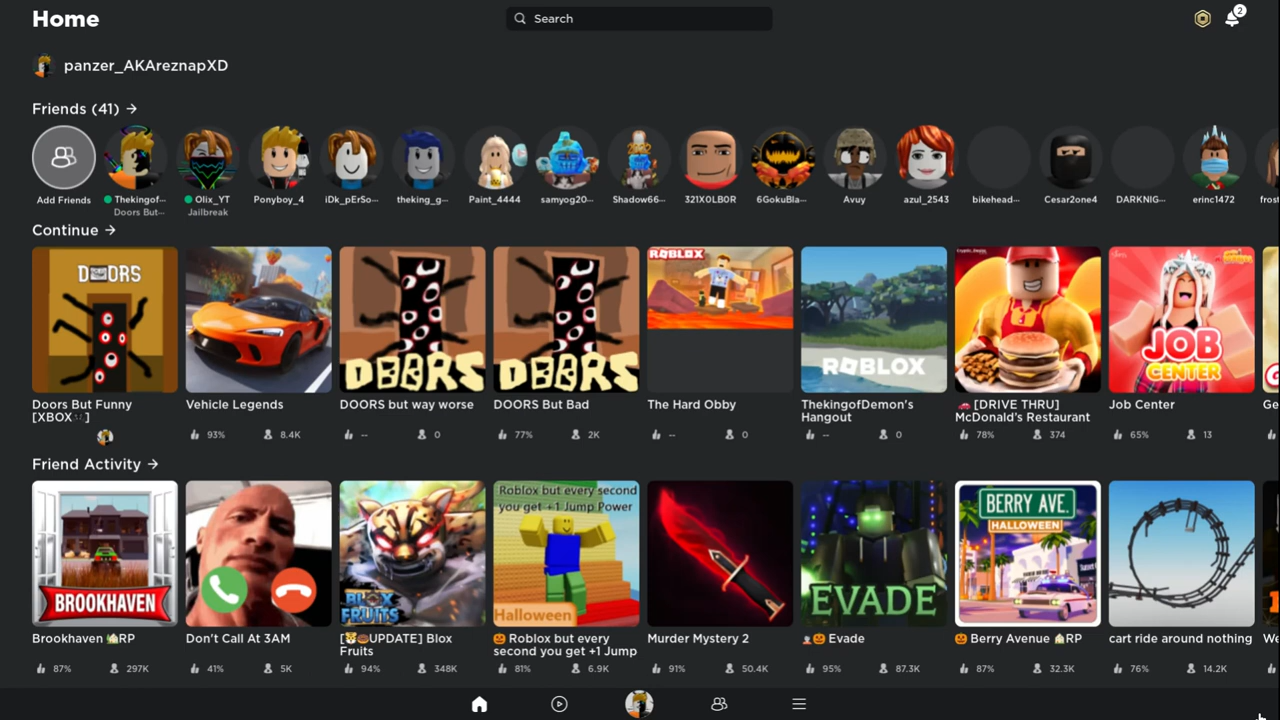 Home
Search
2
panzer_AKAreznapXD
Friends (41) →
Add Friends
Thekingof...
Doors But...
Olix_YT
Jailbreak
Ponyboy_4
iDk_pErSo...
theking_g...
Paint_4444
samyog20...
Shadow66...
321X0LB0R
6GokuBla...
Avuy
azul_2543
bikehead...
Cesar2one4
DARKNIG...
erinc1472
fros
Continue →
DOORS
DOORS
DOORS
ROBLOX
ROBLOX
JOB
CENTER
Doors But Funny
[XBOX]
Vehicle Legends
93% 8.4K
DOORS but way worse
-- 0
DOORS But Bad
77% 2K
The Hard Obby
-- 0
ThekingofDemon's
Hangout
-- 0
🚗 [DRIVE THRU]
McDonald's Restaurant
78% 374
Job Center
65% 13
Ge
Friend Activity →
BROOKHAVEN
BLOX
FRUITS
Roblox but every second
you get +1 Jump Power
Halloween
EVADE
BERRY AVE.
HALLOWEEN
Brookhaven 🏡RP
87% 297K
Don't Call At 3AM
41% 5K
[🐯🍩UPDATE] Blox
Fruits
94% 348K
🎃 Roblox but every
second you get +1 Jump
81% 6.9K
Murder Mystery 2
91% 50.4K
🎃 Evade
95% 87.3K
🎃 Berry Avenue 🏠RP
87% 32.3K
cart ride around nothing
76% 14.2K
We